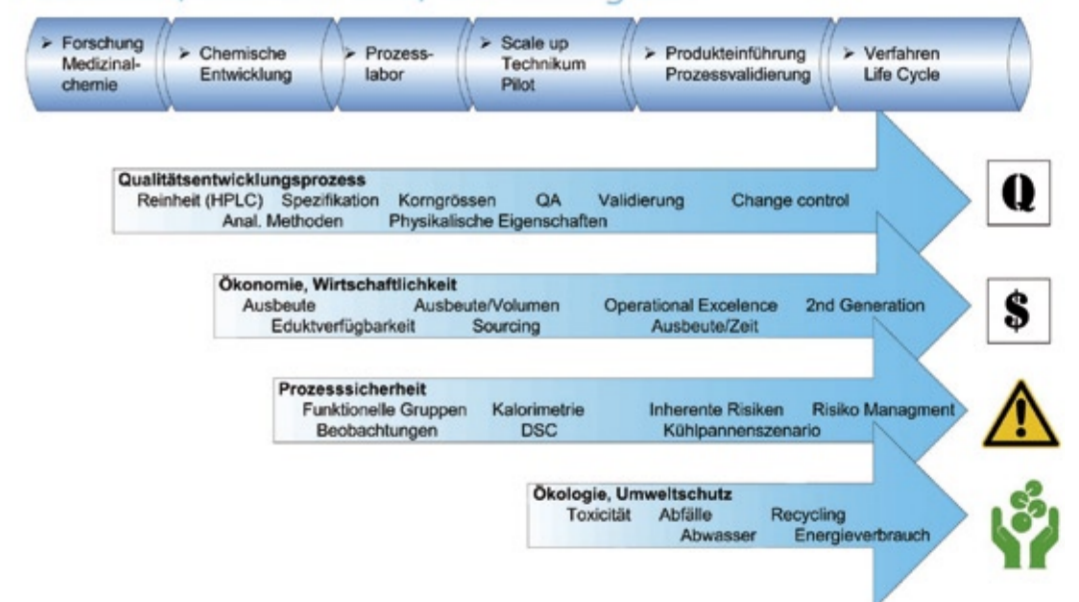 ➢ Forschung
Medizinal-
chemie
➢ Chemische
Entwicklung
➢ Prozess-
labor
➢ Scale up
Technikum
Pilot
➢ Produkteinführung
Prozessvalidierung
➢ Verfahren
Life Cycle
Qualitätsentwicklungsprozess
Reinheit (HPLC) Spezifikation Korngrössen QA Validierung Change control
Anal. Methoden Physikalische Eigenschaften
Q
Ökonomie, Wirtschaftlichkeit
Ausbeute Ausbeute/Volumen Operational Excelence 2nd Generation
Eduktverfügbarkeit Sourcing Ausbeute/Zeit
$
Prozesssicherheit
Funktionelle Gruppen Kalorimetrie Inherente Risiken Risiko Managment
Beobachtungen DSC Kühlpannenszenario
!
Ökologie, Umweltschutz
Toxicität Abfälle Recycling
Abwasser Energieverbrauch